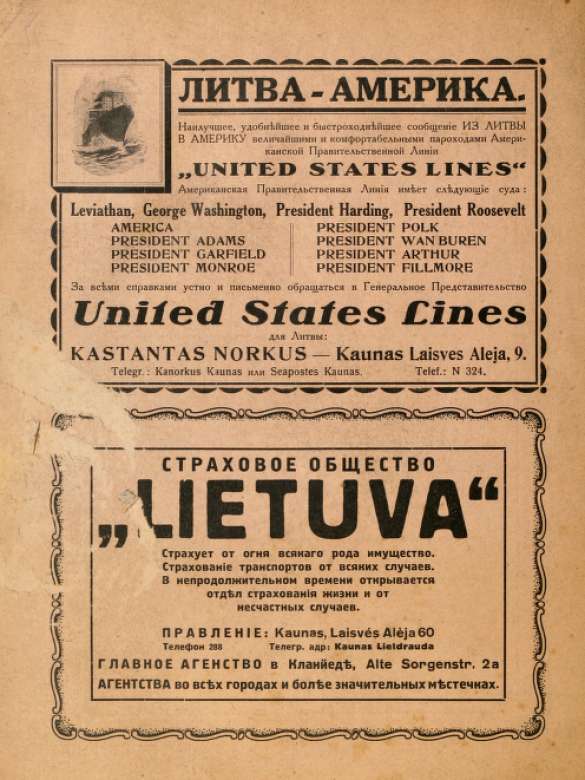 ЛИТВА - АМЕРИКА.
Наилучшее, удобнѣйшее и быстроходнѣйшее сообщение ИЗ ЛИТВЫ
В АМЕРИКУ величайшими и комфортабельными пароходами Амери-
канской Правительственной Линіи
„UNITED STATES LINES“
Американская Правительственная Линія имѣет слѣдующіе суда :
Leviathan, George Washington, President Harding, President Roosevelt
AMERICA
PRESIDENT ADAMS
PRESIDENT GARFIELD
PRESIDENT MONROE
PRESIDENT POLK
PRESIDENT WAN BUREN
PRESIDENT ARTHUR
PRESIDENT FILLMORE
За всѣми справками устно и письменно обращаться в Генеральное Представительство
United States Lines
для Литвы:
KASTANTAS NORKUS — Kaunas Laisves Aleja, 9.
Telegr.: Kanorkus Kaunas или Seapostes Kaunas. Telef.: N 324.
СТРАХОВОЕ ОБЩЕСТВО
„LIETUVA“
Страхует от огня всянаго рода имущество.
Страхованіе транспортов от всяких случаев.
В непродолжительном времени открывается
отдѣл страхованія жизни и от
несчастных случаев.
ПРАВЛЕНІЕ: Kaunas, Laisvės Alėja 60
Телефон 288 Телегр. адр: Kaunas Lieldrauda
ГЛАВНОЕ АГЕНСТВО в Клайпедѣ, Alte Sorgenstr. 2a
АГЕНТСТВА во всѣх городах и болѣе значительных мѣстечках.